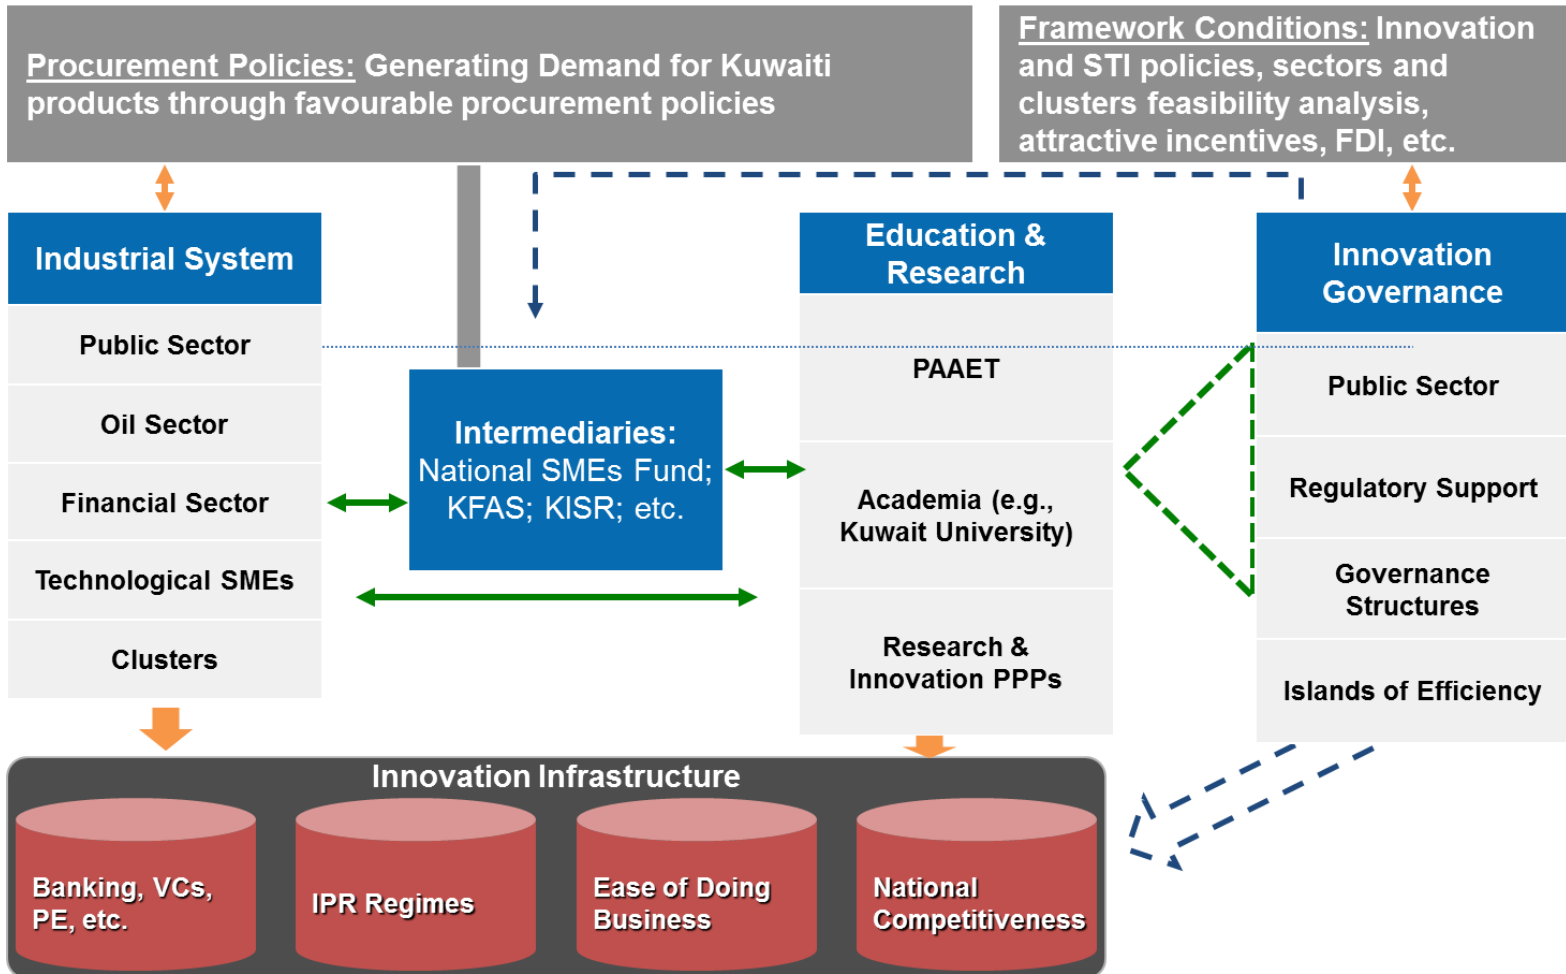 Procurement Policies: Generating Demand for Kuwaiti
products through favourable procurement policies
Framework Conditions: Innovation
and STI policies, sectors and
clusters feasibility analysis,
attractive incentives, FDI, etc.
Industrial System
Public Sector
Oil Sector
Financial Sector
Technological SMEs
Clusters
Intermediaries:
National SMEs Fund;
KFAS; KISR; etc.
Education &
Research
PAAET
Academia (e.g.,
Kuwait University)
Research &
Innovation PPPs
Innovation
Governance
Public Sector
Regulatory Support
Governance
Structures
Islands of Efficiency
Innovation Infrastructure
Banking, VCs,
PE, etc.
IPR Regimes
Ease of Doing
Business
National
Competitiveness